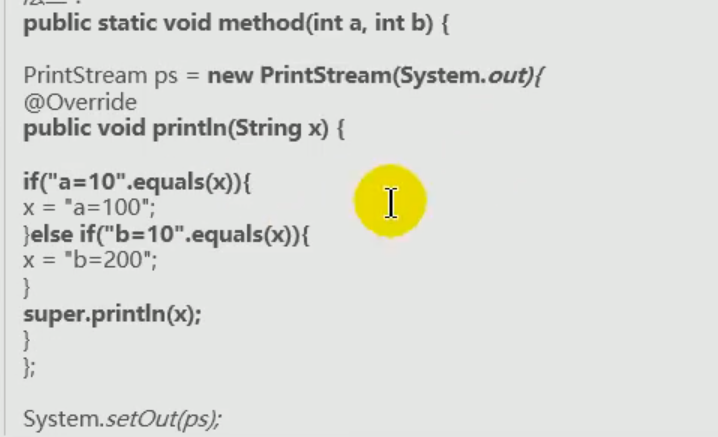 public static void method(int a, int b) {
PrintStream ps = new PrintStream(System.out){
@Override
public void println(String x) {
if("a=10".equals(x)){
x = "a=100";
}else if("b=10".equals(x)){
x = "b=200";
}
super.println(x);
}
};
System.setOut(ps);